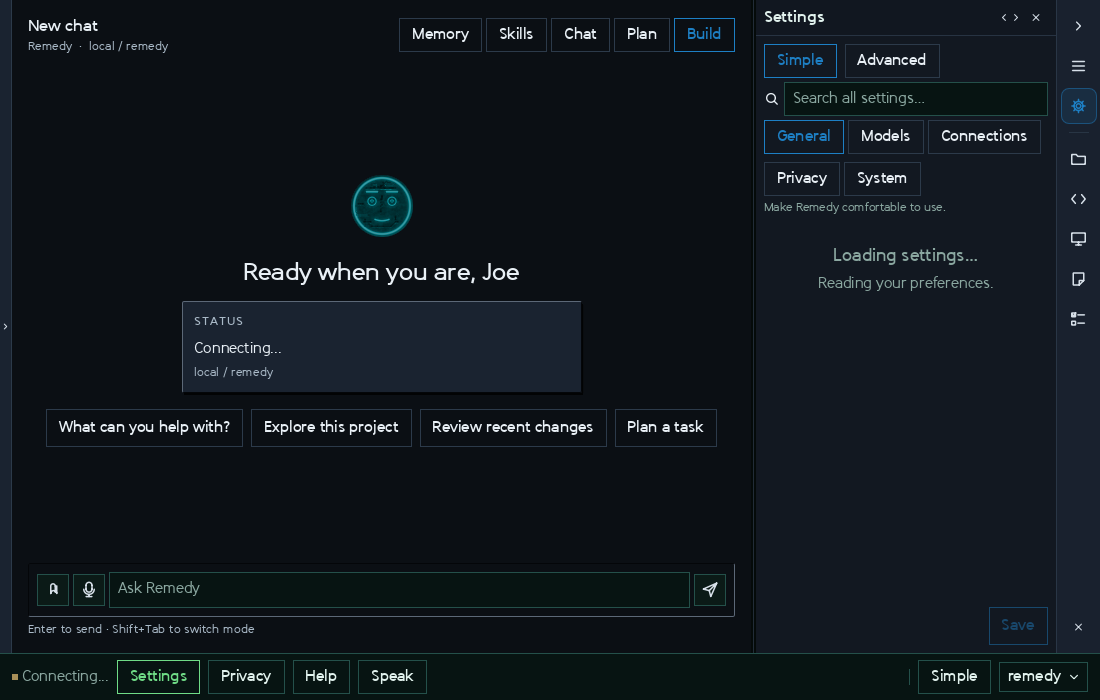 New chat
Remedy · local / remedy
Memory
Skills
Chat
Plan
Build
Ready when you are, Joe
STATUS
Connecting...
local / remedy
What can you help with?
Explore this project
Review recent changes
Plan a task
Ask Remedy
Enter to send · Shift+Tab to switch mode
Settings
Simple
Advanced
Search all settings...
General
Models
Connections
Privacy
System
Make Remedy comfortable to use.
Loading settings...
Reading your preferences.
Save
Connecting...
Settings
Privacy
Help
Speak
Simple
remedy